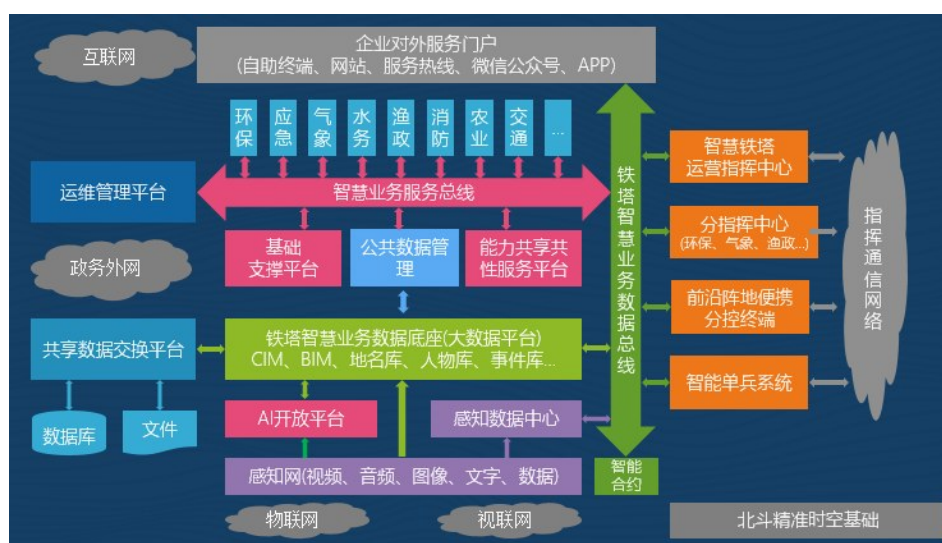 互联网
企业对外服务门户
(自助终端、网站、服务热线、微信公众号、APP)
环保
应急
气象
水务
渔政
消防
农业
交通
...
运维管理平台
智慧业务服务总线
铁塔智慧业务数据总线
智慧铁塔
运营指挥中心
分指挥中心
(环保、气象、渔政...)
前沿阵地便携
分控终端
智能单兵系统
指挥通信网络
政务外网
基础
支撑平台
公共数据管
理
能力共享共
性服务平台
共享数据交换平台
铁塔智慧业务数据底座(大数据平台)
CIM、BIM、地名库、人物库、事件库...
数据库
文件
AI开放平台
感知数据中心
感知网(视频、音频、图像、文字、数据)
智能
合约
物联网
视联网
北斗精准时空基础